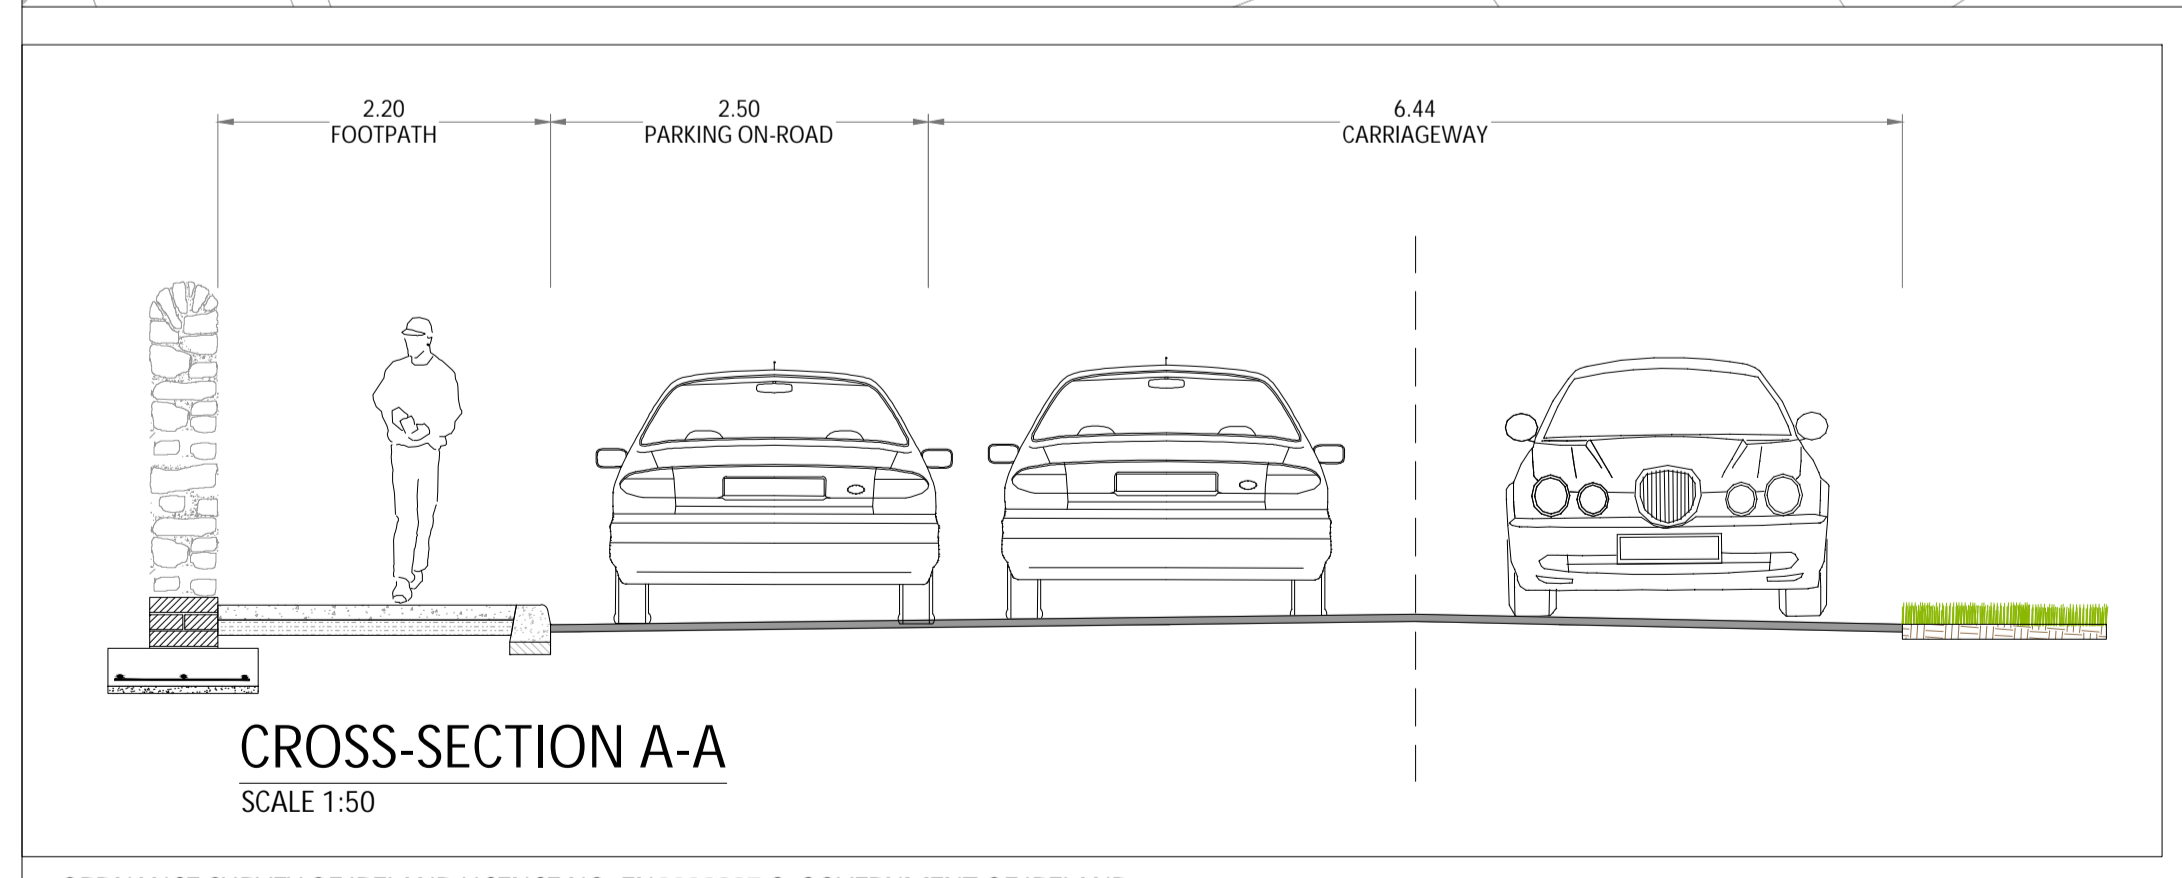 2.20
FOOTPATH
2.50
PARKING ON-ROAD
6.44
CARRIAGEWAY
CROSS-SECTION A-A
SCALE 1:50